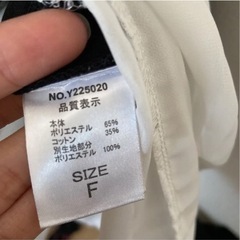 NO.Y225020
品質表示
本体 65%
ポリエステル 35%
コットン
別生地部分 100%
ポリエステル
SIZE
F